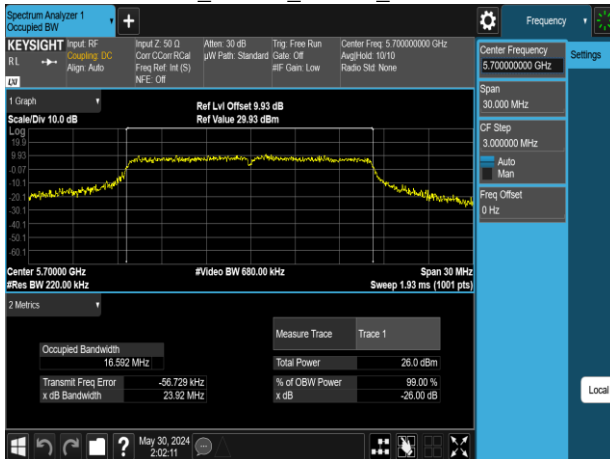 Spectrum Analyzer 1
Occupied BW
Frequency
KEYSIGHT
RL
LXI
Input: RF
Coupling: DC
Align: Auto
Input Z: 50 Ω
Corr CCorr RCal
Freq Ref: Int (S)
NFE: Off
Atten: 30 dB
µW Path: Standard
Trig: Free Run
Gate: Off
#IF Gain: Low
Center Freq: 5.700000000 GHz
Avg|Hold: 10/10
Radio Std: None
Center Frequency
5.700000000 GHz
Settings
Span
30.000 MHz
CF Step
3.000000 MHz
Auto
Man
Freq Offset
0 Hz
Local
1 Graph
Scale/Div 10.0 dB
Ref Lvl Offset 9.93 dB
Ref Value 29.93 dBm
Log
19.9
9.93
-0.07
-10.1
-20.1
-30.1
-40.1
-50.1
-60.1
Center 5.70000 GHz
#Res BW 220.00 kHz
#Video BW 680.00 kHz
Span 30 MHz
Sweep 1.93 ms (1001 pts)
2 Metrics
Measure Trace Trace 1
Occupied Bandwidth
16.592 MHz
Total Power 26.0 dBm
Transmit Freq Error -56.729 kHz
% of OBW Power 99.00 %
x dB Bandwidth 23.92 MHz
x dB -26.00 dB
?
May 30, 2024
2:02:11